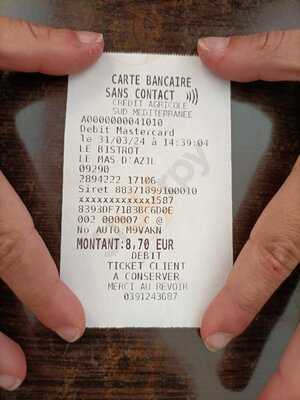 CARTE BANCAIRE
SANS CONTACT
CREDIT AGRICOLE
SUD MEDITERRANEE
A0000000041010
Debit Mastercard
le 31/03/24 à 14:39:04
LE BISTROT
LE MAS D'AZIL
09290
2894222 17106
Siret 88371899100010
xxxxxxxxxxxx1587
8393DF71B3BC6D0E
002 000007 C @
No AUTO M9VAKN
MONTANT:8,70 EUR
DEBIT
TICKET CLIENT
A CONSERVER
MERCI AU REVOIR
0391243687